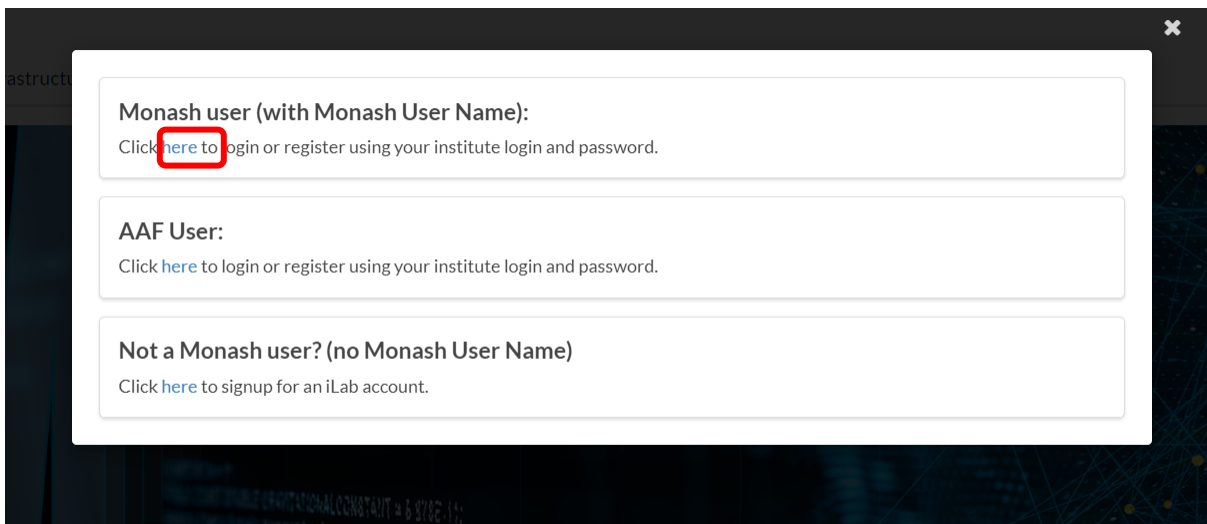 Monash user (with Monash User Name):
Click here to login or register using your institute login and password.
AAF User:
Click here to login or register using your institute login and password.
Not a Monash user? (no Monash User Name)
Click here to signup for an iLab account.